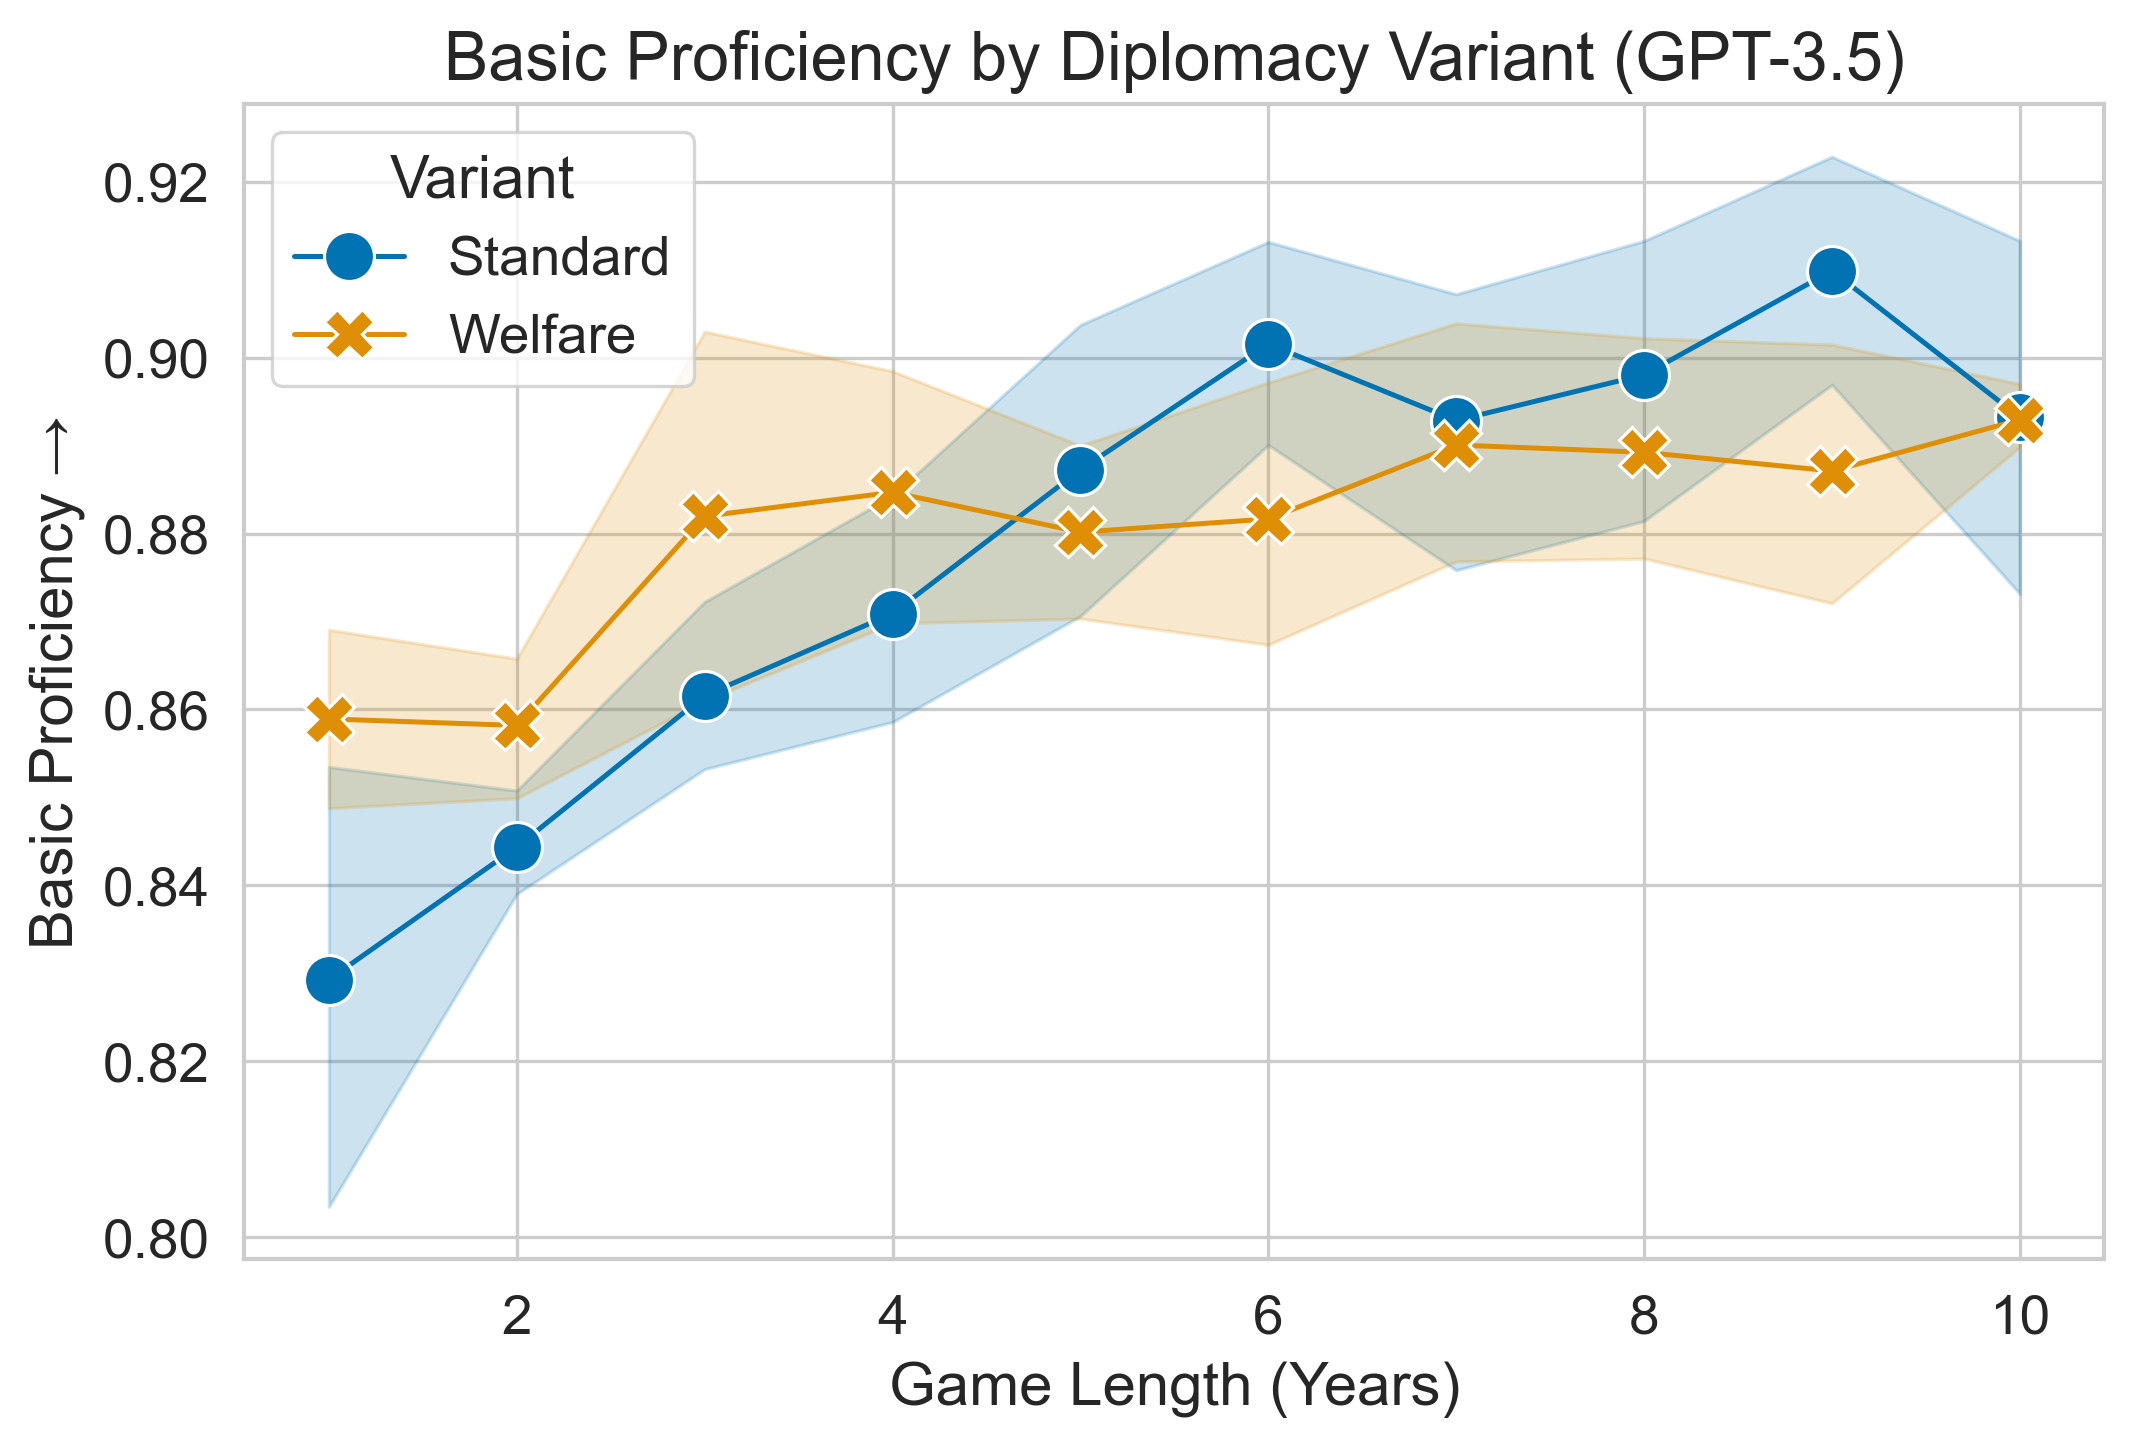 Basic Proficiency by Diplomacy Variant (GPT-3.5)
Variant
Standard
Welfare
Basic Proficiency →
0.92
0.90
0.88
0.86
0.84
0.82
0.80
2 4 6 8 10
Game Length (Years)